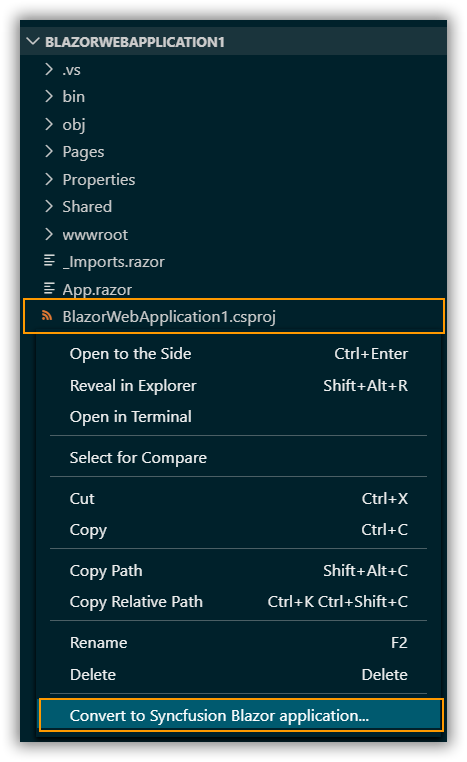 BLAZORWEBAPPLICATION1
.vs
bin
obj
Pages
Properties
Shared
wwwroot
_Imports.razor
App.razor
BlazorWebApplication1.csproj
Open to the Side Ctrl+Enter
Reveal in Explorer Shift+Alt+R
Open in Terminal
Select for Compare
Cut Ctrl+X
Copy Ctrl+C
Copy Path Shift+Alt+C
Copy Relative Path Ctrl+K Ctrl+Shift+C
Rename F2
Delete Delete
Convert to Syncfusion Blazor application...